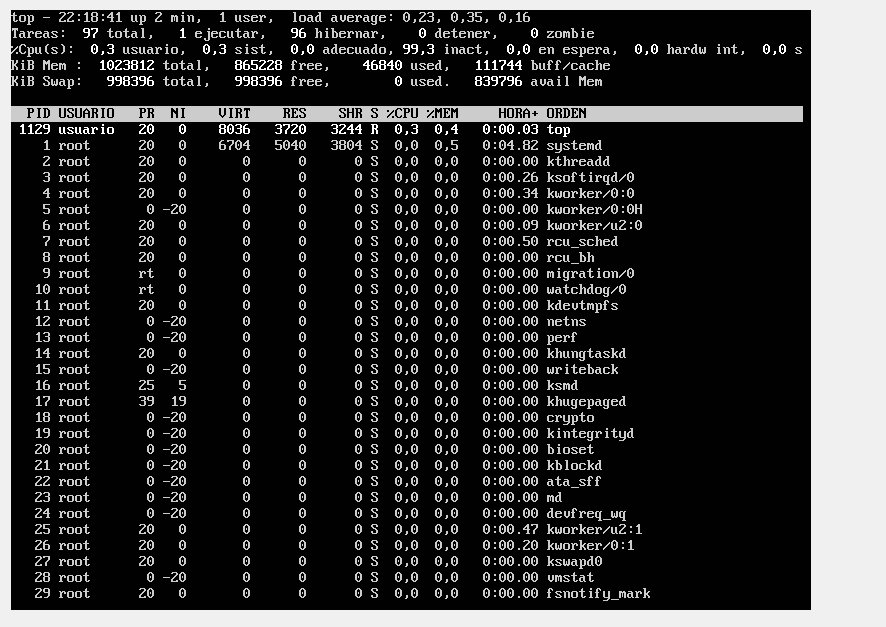 top - 22:18:41 up 2 min,  1 user,  load average: 0,23, 0,35, 0,16
Tareas:  97 total,   1 ejecutar,   96 hibernar,    0 detener,    0 zombie
%Cpu(s):  0,3 usuario,  0,3 sist,  0,0 adecuado, 99,3 inact,  0,0 en espera,  0,0 hardw int,  0,0 s
KiB Mem :  1023812 total,   865228 free,    46840 used,   111744 buff/cache
KiB Swap:   998396 total,   998396 free,        0 used.   839796 avail Mem
PID USUARIO   PR  NI    VIRT    RES    SHR S %CPU %MEM     HORA+ ORDEN
1129 usuario   20   0    8036   3720   3244 R  0,3  0,4   0:00.03 top
1 root      20   0    6704   5040   3804 S  0,0  0,5   0:04.82 systemd
2 root      20   0       0      0      0 S  0,0  0,0   0:00.00 kthreadd
3 root      20   0       0      0      0 S  0,0  0,0   0:00.26 ksoftirqd/0
4 root      20   0       0      0      0 S  0,0  0,0   0:00.34 kworker/0:0
5 root       0 -20       0      0      0 S  0,0  0,0   0:00.00 kworker/0:0H
6 root      20   0       0      0      0 S  0,0  0,0   0:00.09 kworker/u2:0
7 root      20   0       0      0      0 S  0,0  0,0   0:00.50 rcu_sched
8 root      20   0       0      0      0 S  0,0  0,0   0:00.00 rcu_bh
9 root      rt   0       0      0      0 S  0,0  0,0   0:00.00 migration/0
10 root      rt   0       0      0      0 S  0,0  0,0   0:00.00 watchdog/0
11 root      20   0       0      0      0 S  0,0  0,0   0:00.00 kdevtmpfs
12 root       0 -20       0      0      0 S  0,0  0,0   0:00.00 netns
13 root       0 -20       0      0      0 S  0,0  0,0   0:00.00 perf
14 root      20   0       0      0      0 S  0,0  0,0   0:00.00 khungtaskd
15 root       0 -20       0      0      0 S  0,0  0,0   0:00.00 writeback
16 root      25   5       0      0      0 S  0,0  0,0   0:00.00 ksmd
17 root      39  19       0      0      0 S  0,0  0,0   0:00.00 khugepaged
18 root       0 -20       0      0      0 S  0,0  0,0   0:00.00 crypto
19 root       0 -20       0      0      0 S  0,0  0,0   0:00.00 kintegrityd
20 root       0 -20       0      0      0 S  0,0  0,0   0:00.00 bioset
21 root       0 -20       0      0      0 S  0,0  0,0   0:00.00 kblockd
22 root       0 -20       0      0      0 S  0,0  0,0   0:00.00 ata_sff
23 root       0 -20       0      0      0 S  0,0  0,0   0:00.00 md
24 root       0 -20       0      0      0 S  0,0  0,0   0:00.00 devfreq_wq
25 root      20   0       0      0      0 S  0,0  0,0   0:00.47 kworker/u2:1
26 root      20   0       0      0      0 S  0,0  0,0   0:00.20 kworker/0:1
27 root      20   0       0      0      0 S  0,0  0,0   0:00.00 kswapd0
28 root       0 -20       0      0      0 S  0,0  0,0   0:00.00 vmstat
29 root      20   0       0      0      0 S  0,0  0,0   0:00.00 fsnotify_mark